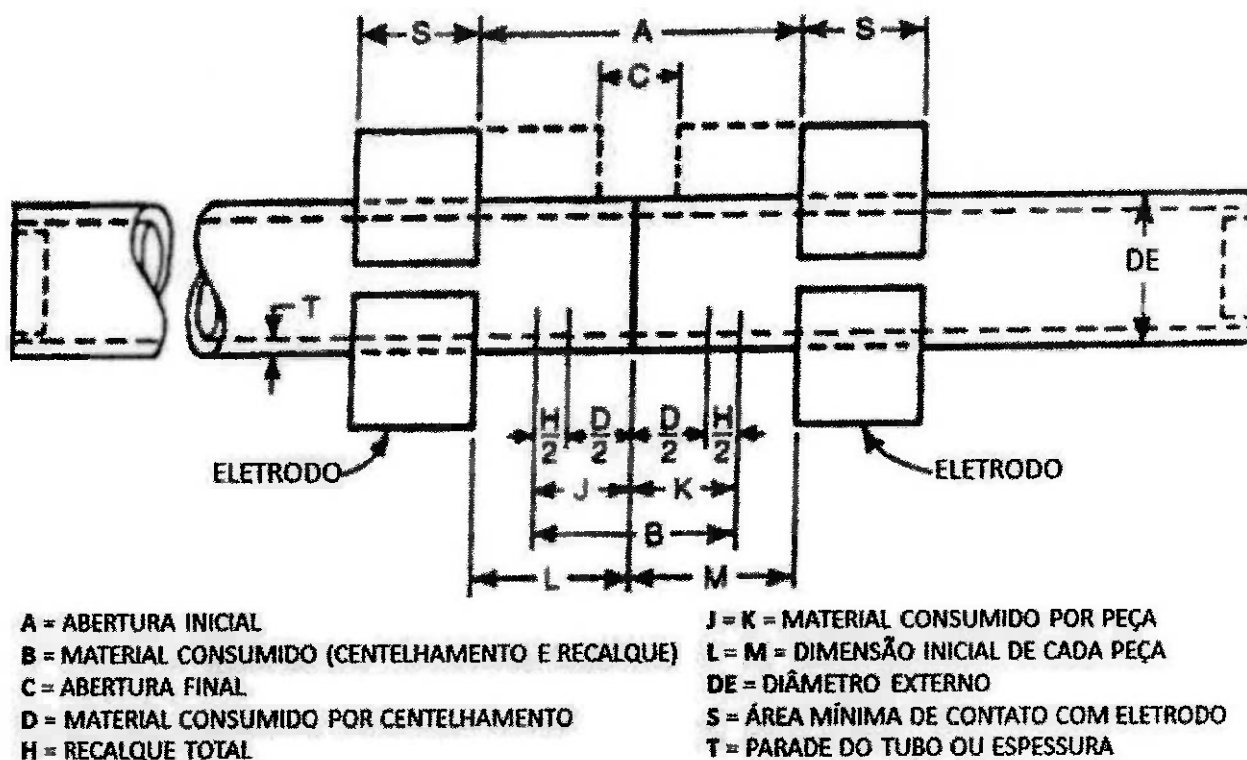 S A S
C
T
DE
H/2 D/2 D/2 H/2
ELETRODO ELETRODO
J K
B
L M
A = ABERTURA INICIAL
B = MATERIAL CONSUMIDO (CENTELHAMENTO E RECALQUE)
C = ABERTURA FINAL
D = MATERIAL CONSUMIDO POR CENTELHAMENTO
H = RECALQUE TOTAL
J = K = MATERIAL CONSUMIDO POR PEÇA
L = M = DIMENSÃO INICIAL DE CADA PEÇA
DE = DIÂMETRO EXTERNO
S = ÁREA MÍNIMA DE CONTATO COM ELETRODO
T = PARADE DO TUBO OU ESPESSURA